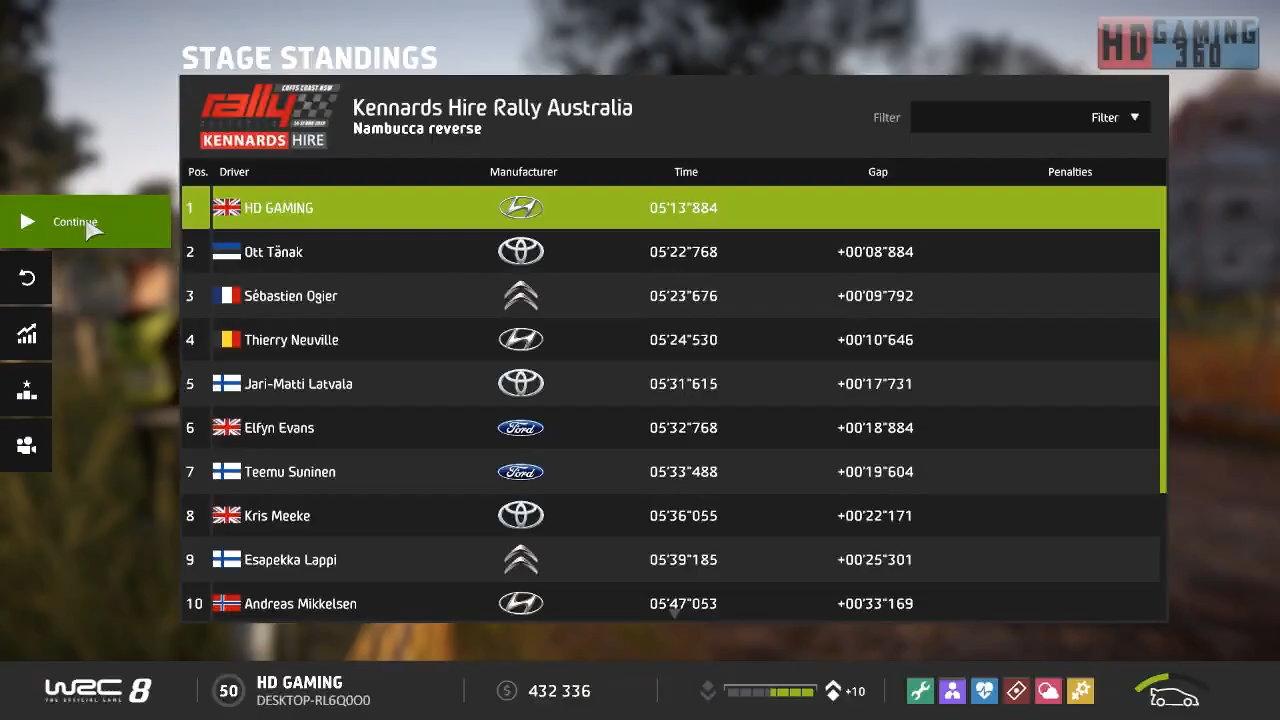 HD GAMING 360
STAGE STANDINGS
COFFS COAST NSW
rally
KENNARDS HIRE
Kennards Hire Rally Australia
Nambucca reverse
Filter
Filter
Pos. Driver Manufacturer Time Gap Penalties
Continue
1 HD GAMING 05'13"884
2 Ott Tänak 05'22"768 +00'08"884
3 Sébastien Ogier 05'23"676 +00'09"792
4 Thierry Neuville 05'24"530 +00'10"646
5 Jari-Matti Latvala 05'31"615 +00'17"731
6 Elfyn Evans Ford 05'32"768 +00'18"884
7 Teemu Suninen Ford 05'33"488 +00'19"604
8 Kris Meeke 05'36"055 +00'22"171
9 Esapekka Lappi 05'39"185 +00'25"301
10 Andreas Mikkelsen 05'47"053 +00'33"169
WRC 8
THE OFFICIAL GAME
50
HD GAMING
DESKTOP-RL6Q0O0
432 336
+10